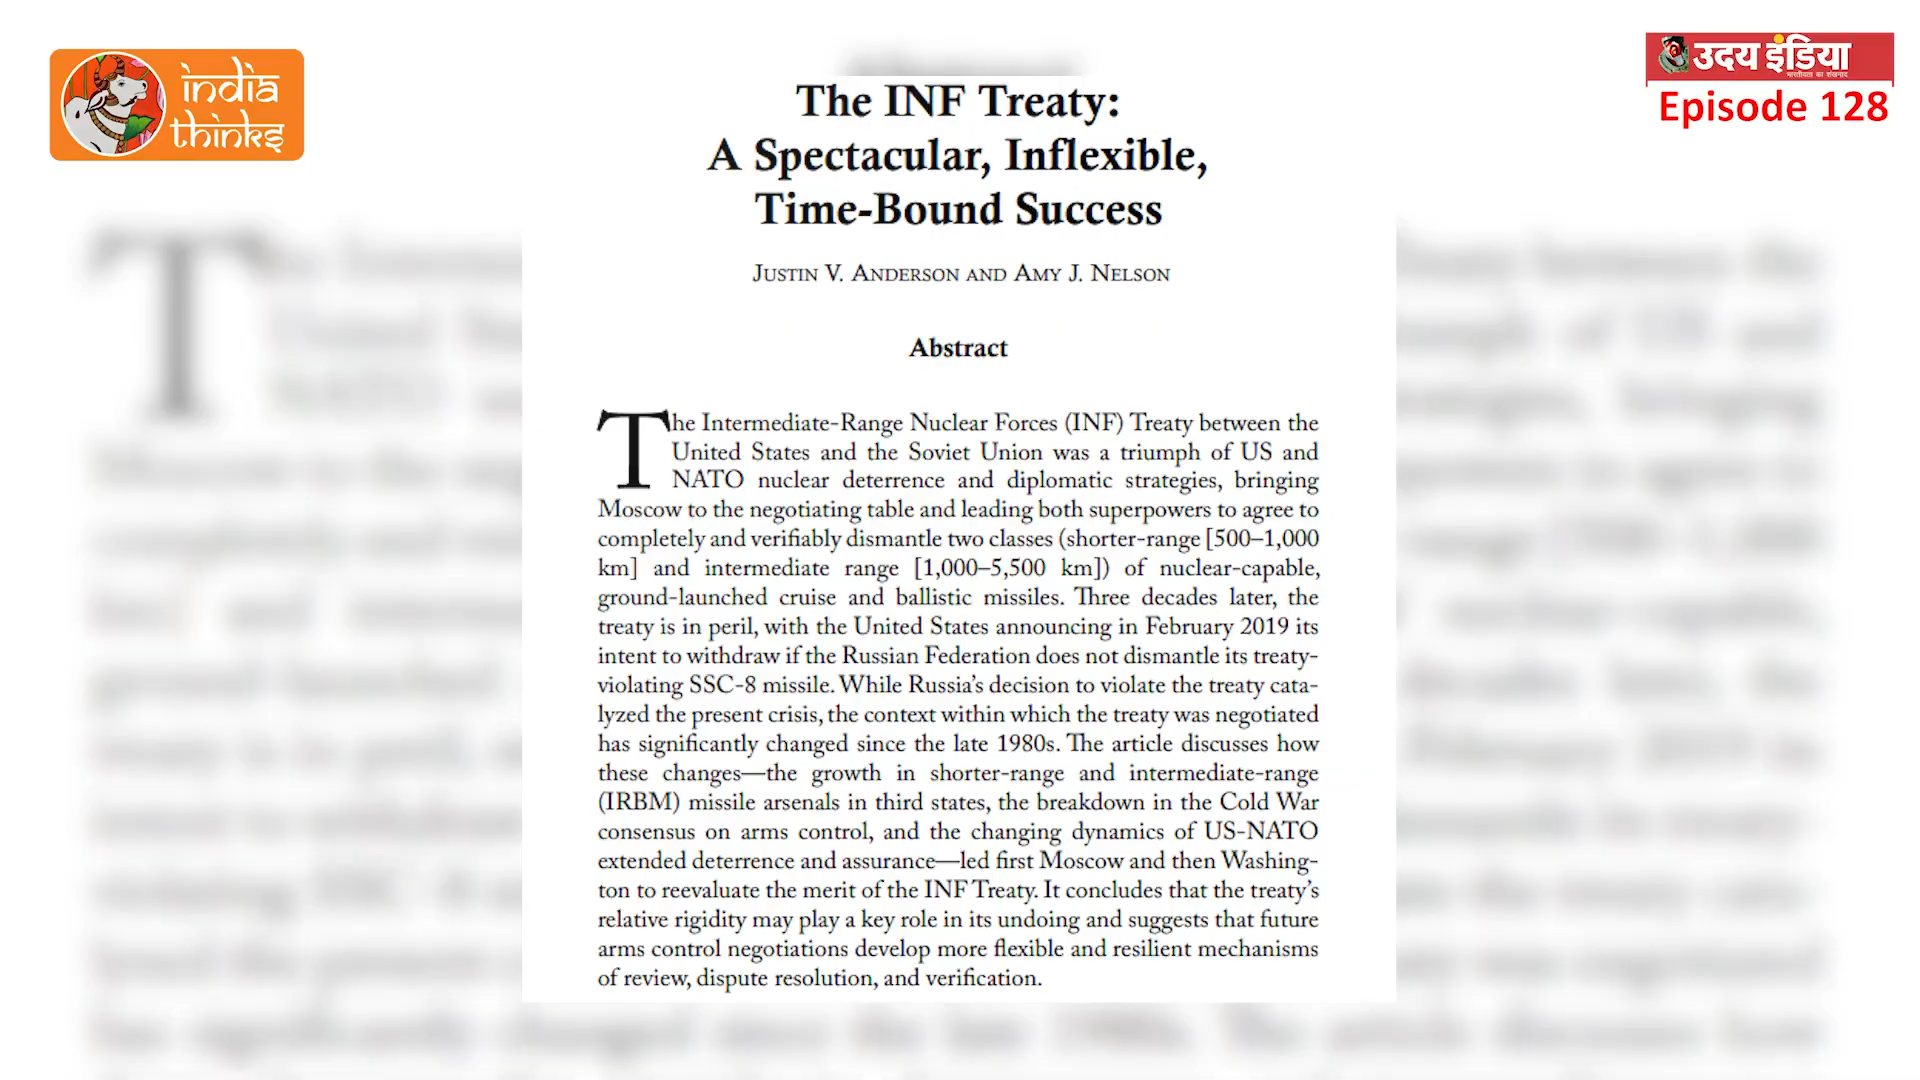 india
thinks
उदय इंडिया
भारतीयता का शंखनाद
Episode 128
The INF Treaty:
A Spectacular, Inflexible,
Time-Bound Success
JUSTIN V. ANDERSON AND AMY J. NELSON
Abstract
The Intermediate-Range Nuclear Forces (INF) Treaty between the
United States and the Soviet Union was a triumph of US and
NATO nuclear deterrence and diplomatic strategies, bringing
Moscow to the negotiating table and leading both superpowers to agree to
completely and verifiably dismantle two classes (shorter-range [500–1,000
km] and intermediate range [1,000–5,500 km]) of nuclear-capable,
ground-launched cruise and ballistic missiles. Three decades later, the
treaty is in peril, with the United States announcing in February 2019 its
intent to withdraw if the Russian Federation does not dismantle its treaty-
violating SSC-8 missile. While Russia’s decision to violate the treaty cata-
lyzed the present crisis, the context within which the treaty was negotiated
has significantly changed since the late 1980s. The article discusses how
these changes—the growth in shorter-range and intermediate-range
(IRBM) missile arsenals in third states, the breakdown in the Cold War
consensus on arms control, and the changing dynamics of US-NATO
extended deterrence and assurance—led first Moscow and then Washing-
ton to reevaluate the merit of the INF Treaty. It concludes that the treaty’s
relative rigidity may play a key role in its undoing and suggests that future
arms control negotiations develop more flexible and resilient mechanisms
of review, dispute resolution, and verification.